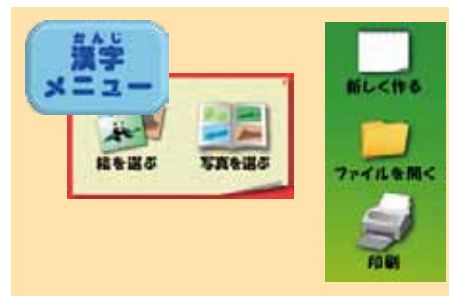 かんじ
漢字
メニュー
絵を選ぶ
写真を選ぶ
新しく作る
ファイルを開く
印刷